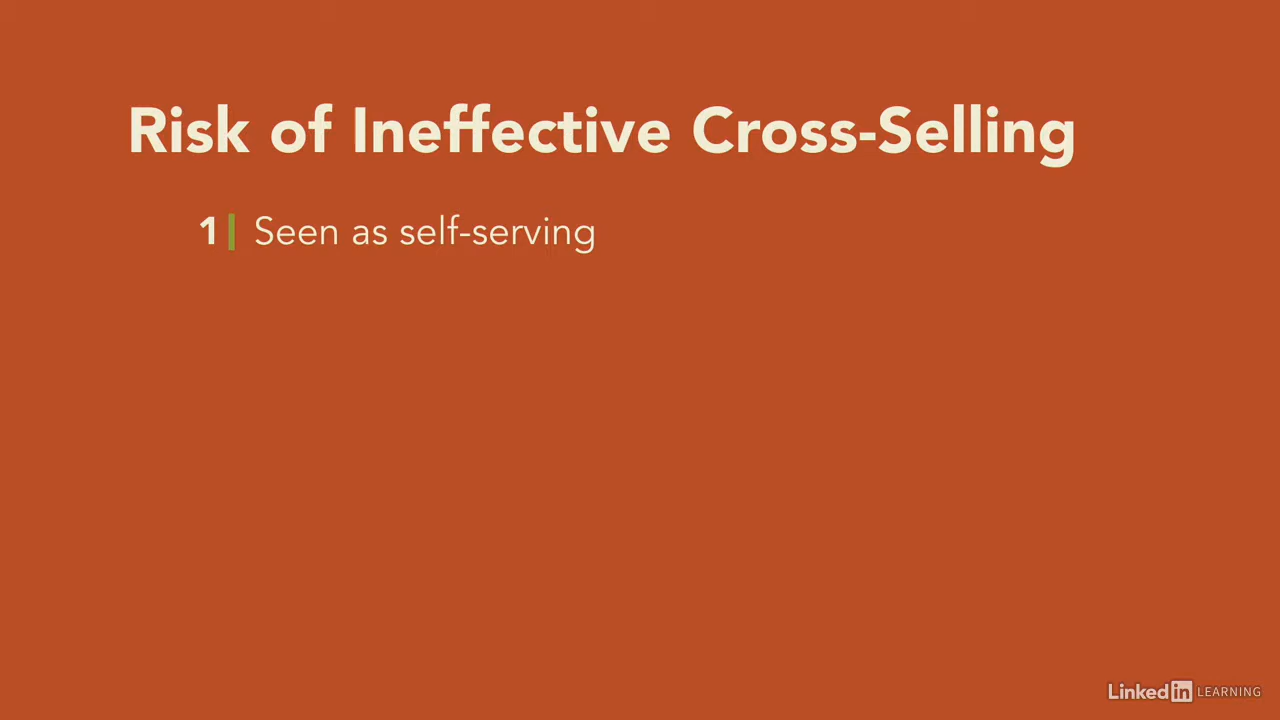 Risk of Ineffective Cross-Selling
1 | Seen as self-serving
Linkedin LEARNING